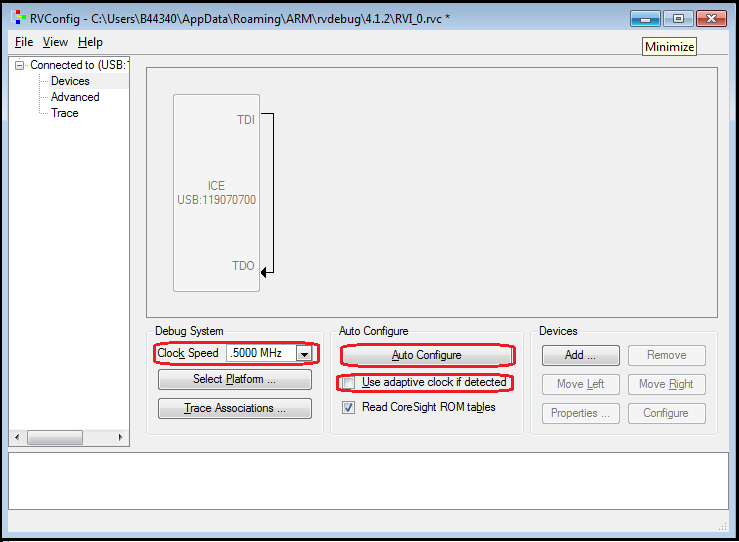 RVConfig - C:\Users\B44340\AppData\Roaming\ARM\rvdebug\4.1.2\RVI_0.rvc *
File View Help
Minimize
Connected to (USB:1
Devices
Advanced
Trace
TDI
ICE
USB:119070700
TDO
Debug System
Clock Speed .5000 MHz
Select Platform ...
Trace Associations ...
Auto Configure
Auto Configure
Use adaptive clock if detected
Read CoreSight ROM tables
Devices
Add ... Remove
Move Left Move Right
Properties ... Configure